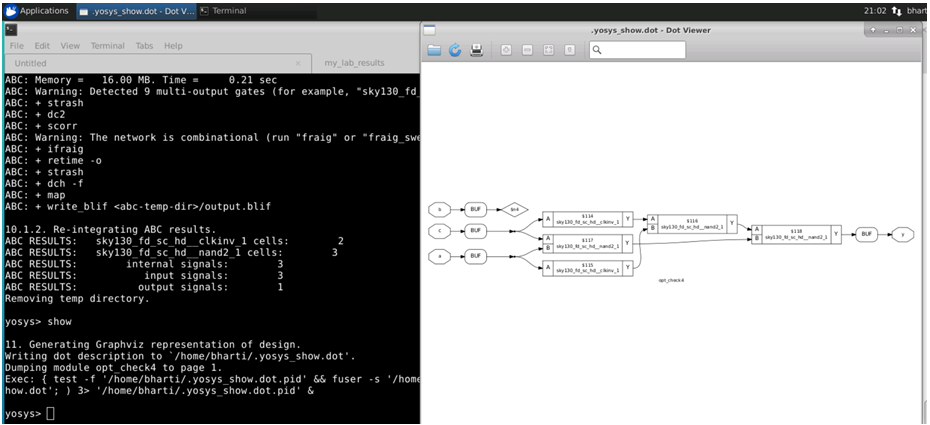 Applications
.yosys_show.dot - Dot V...
Terminal
21:02
bhart
File Edit View Terminal Tabs Help
Untitled
my_lab_results
ABC: Memory = 16.00 MB. Time = 0.21 sec
ABC: Warning: Detected 9 multi-output gates (for example, "sky130_fd_
ABC: + strash
ABC: + dc2
ABC: + scorr
ABC: Warning: The network is combinational (run "fraig" or "fraig_swe
ABC: + ifraig
ABC: + retime -o
ABC: + strash
ABC: + dch -f
ABC: + map
ABC: + write_blif <abc-temp-dir>/output.blif
10.1.2. Re-integrating ABC results.
ABC RESULTS: sky130_fd_sc_hd__clkinv_1 cells: 2
ABC RESULTS: sky130_fd_sc_hd__nand2_1 cells: 3
ABC RESULTS: internal signals: 3
ABC RESULTS: input signals: 3
ABC RESULTS: output signals: 1
Removing temp directory.
yosys> show
11. Generating Graphviz representation of design.
Writing dot description to `/home/bharti/.yosys_show.dot'.
Dumping module opt_check4 to page 1.
Exec: { test -f '/home/bharti/.yosys_show.dot.pid' && fuser -s '/home
how.dot'; ) 3> '/home/bharti/.yosys_show.dot.pid' &
yosys>
.yosys_show.dot - Dot Viewer
b
BUF
c
BUF
a
BUF
A
$114
sky130_fd_sc_hd__clkinv_1
Y
A
B
$117
sky130_fd_sc_hd__nand2_1
Y
A
$115
sky130_fd_sc_hd__clkinv_1
Y
A
B
$116
sky130_fd_sc_hd__nand2_1
Y
A
B
$118
sky130_fd_sc_hd__nand2_1
Y
BUF
y
opt_check4